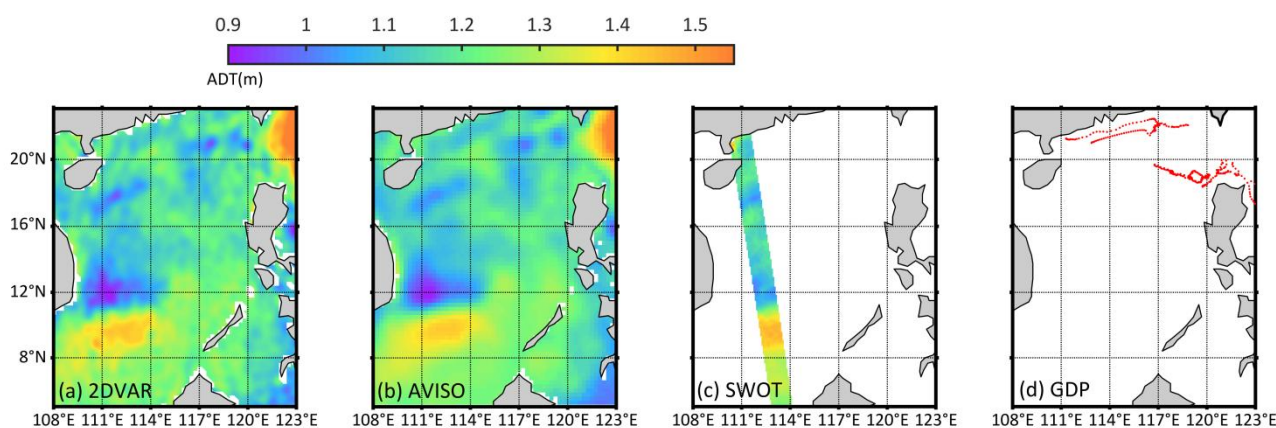 0.9 1 1.1 1.2 1.3 1.4 1.5
ADT(m)
20°N
16°N
12°N
8°N
(a) 2DVAR (b) AVISO (c) SWOT (d) GDP
108°E 111°E 114°E 117°E 120°E 123°E 108°E 111°E 114°E 117°E 120°E 123°E 108°E 111°E 114°E 117°E 120°E 123°E 108°E 111°E 114°E 117°E 120°E 123°E